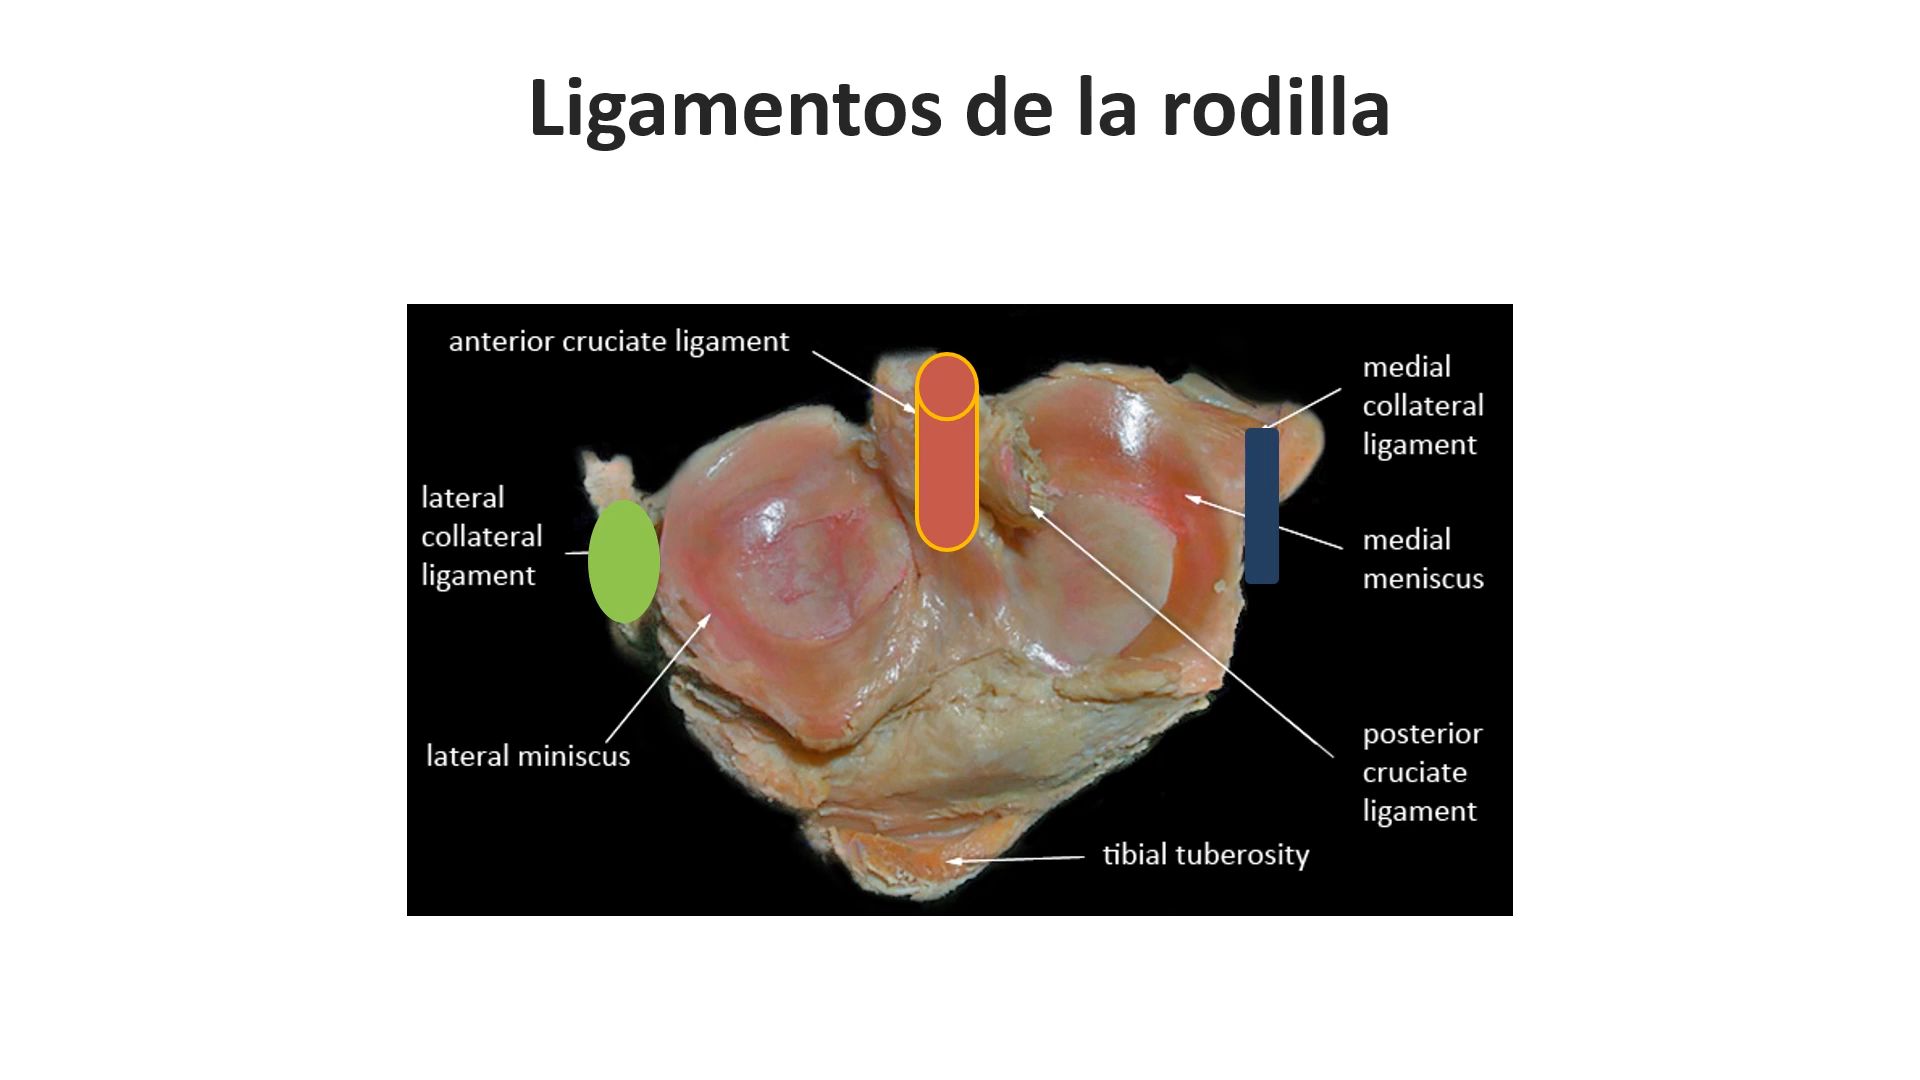 Ligamentos de la rodilla
anterior cruciate ligament
medial
collateral
ligament
lateral
collateral
ligament
medial
meniscus
lateral miniscus
posterior
cruciate
ligament
tibial tuberosity